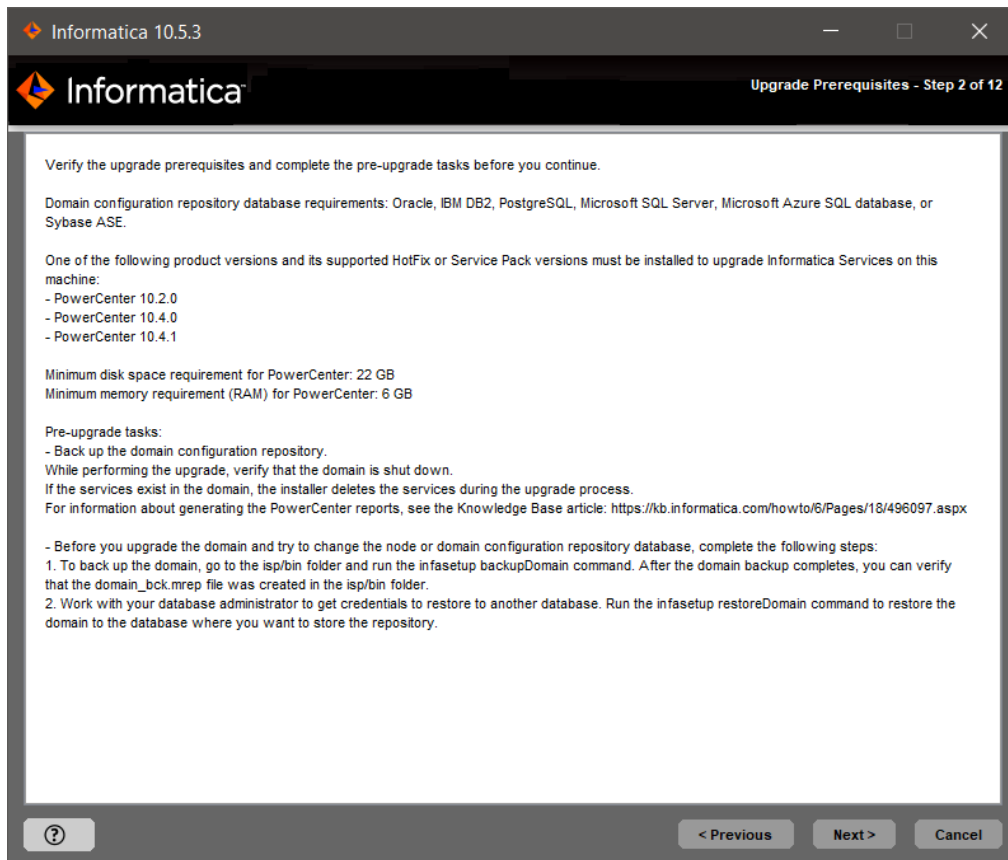 Informatica 10.5.3
Informatica
Upgrade Prerequisites - Step 2 of 12
Verify the upgrade prerequisites and complete the pre-upgrade tasks before you continue.
Domain configuration repository database requirements: Oracle, IBM DB2, PostgreSQL, Microsoft SQL Server, Microsoft Azure SQL database, or
Sybase ASE.
One of the following product versions and its supported HotFix or Service Pack versions must be installed to upgrade Informatica Services on this
machine:
- PowerCenter 10.2.0
- PowerCenter 10.4.0
- PowerCenter 10.4.1
Minimum disk space requirement for PowerCenter: 22 GB
Minimum memory requirement (RAM) for PowerCenter: 6 GB
Pre-upgrade tasks:
- Back up the domain configuration repository.
While performing the upgrade, verify that the domain is shut down.
If the services exist in the domain, the installer deletes the services during the upgrade process.
For information about generating the PowerCenter reports, see the Knowledge Base article: https://kb.informatica.com/howto/6/Pages/18/496097.aspx
- Before you upgrade the domain and try to change the node or domain configuration repository database, complete the following steps:
1. To back up the domain, go to the isp/bin folder and run the infasetup backupDomain command. After the domain backup completes, you can verify
that the domain_bck.mrep file was created in the isp/bin folder.
2. Work with your database administrator to get credentials to restore to another database. Run the infasetup restoreDomain command to restore the
domain to the database where you want to store the repository.
?
< Previous
Next >
Cancel